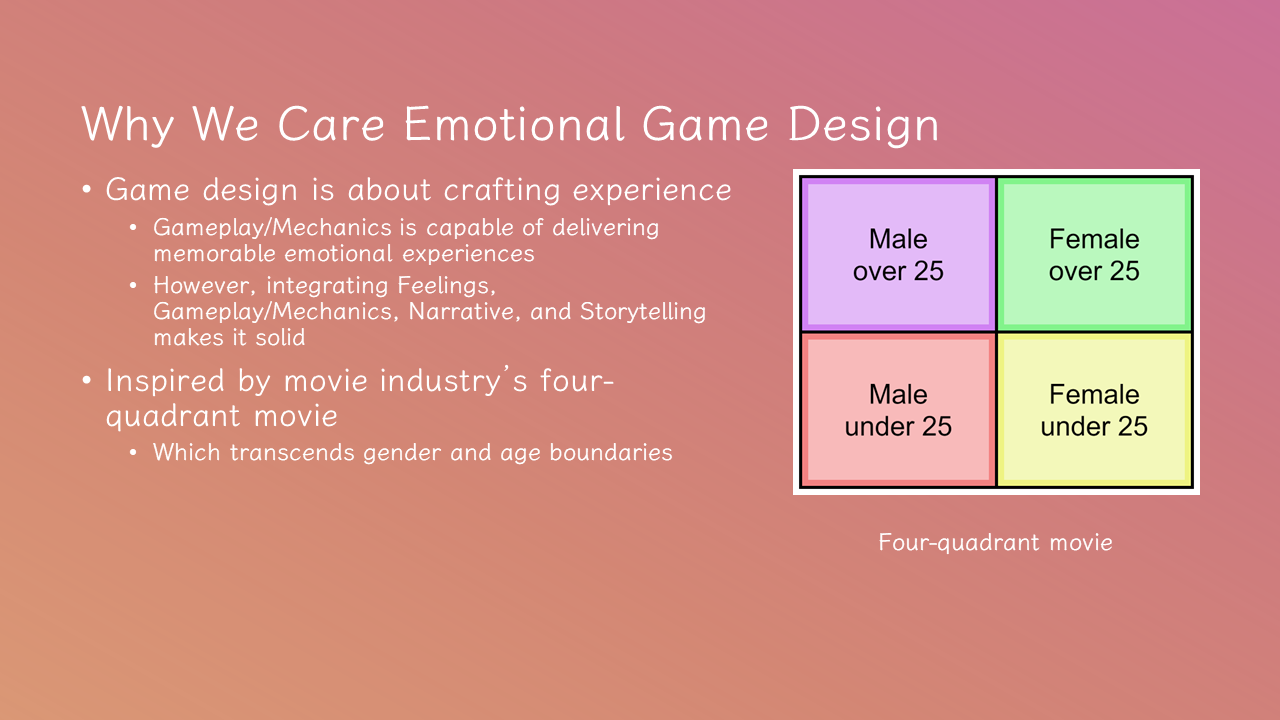 Why We Care Emotional Game Design
• Game design is about crafting experience
• Gameplay/Mechanics is capable of delivering
memorable emotional experiences
• However, integrating Feelings,
Gameplay/Mechanics, Narrative, and Storytelling
makes it solid
• Inspired by movie industry’s four-
quadrant movie
• Which transcends gender and age boundaries
Male
over 25
Female
over 25
Male
under 25
Female
under 25
Four-quadrant movie